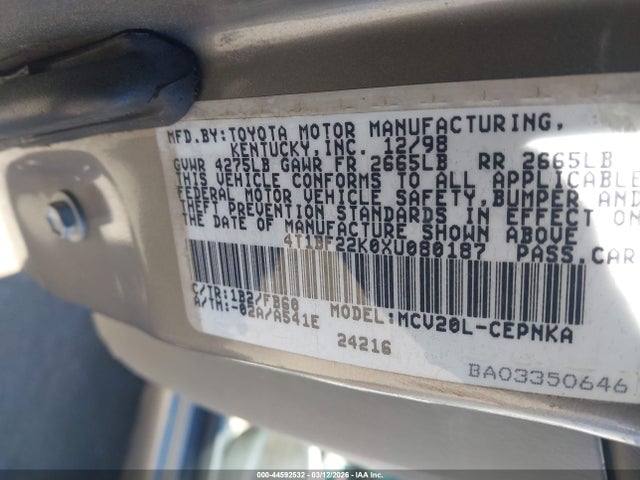 MFD.BY:TOYOTA MOTOR MANUFACTURING,
KENTUCKY,INC. 12/98
GVWR 4275LB GAWR FR 2665LB RR 2665LB
THIS VEHICLE CONFORMS TO ALL APPLICABLE
FEDERAL MOTOR VEHICLE SAFETY,BUMPER AND
THEFT PREVENTION STANDARDS IN EFFECT ON
THE DATE OF MANUFACTURE SHOWN ABOVE
4T1BF22K0XU080187 PASS.CAR
C/TR:1B2/FB60 MODEL:MCV20L-CEPNKA
A/TM:-02A/A541E
24216
BA03350646
© 000-44592532 - 03/12/2026 - IAA Inc.